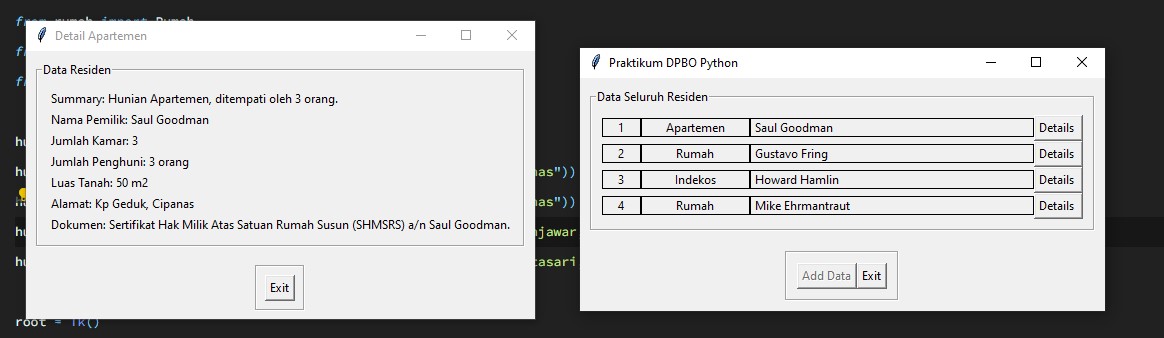 from rumah import Rumah
Detail Apartemen
Data Residen
Summary: Hunian Apartemen, ditempati oleh 3 orang.
Nama Pemilik: Saul Goodman
Jumlah Kamar: 3
Jumlah Penghuni: 3 orang
Luas Tanah: 50 m2
Alamat: Kp Geduk, Cipanas
Dokumen: Sertifikat Hak Milik Atas Satuan Rumah Susun (SHMSRS) a/n Saul Goodman.
Exit
nas"))
nas"))
njawar
tasari
root = Tk()
Praktikum DPBO Python
Data Seluruh Residen
1 Apartemen Saul Goodman Details
2 Rumah Gustavo Fring Details
3 Indekos Howard Hamlin Details
4 Rumah Mike Ehrmantraut Details
Add Data Exit